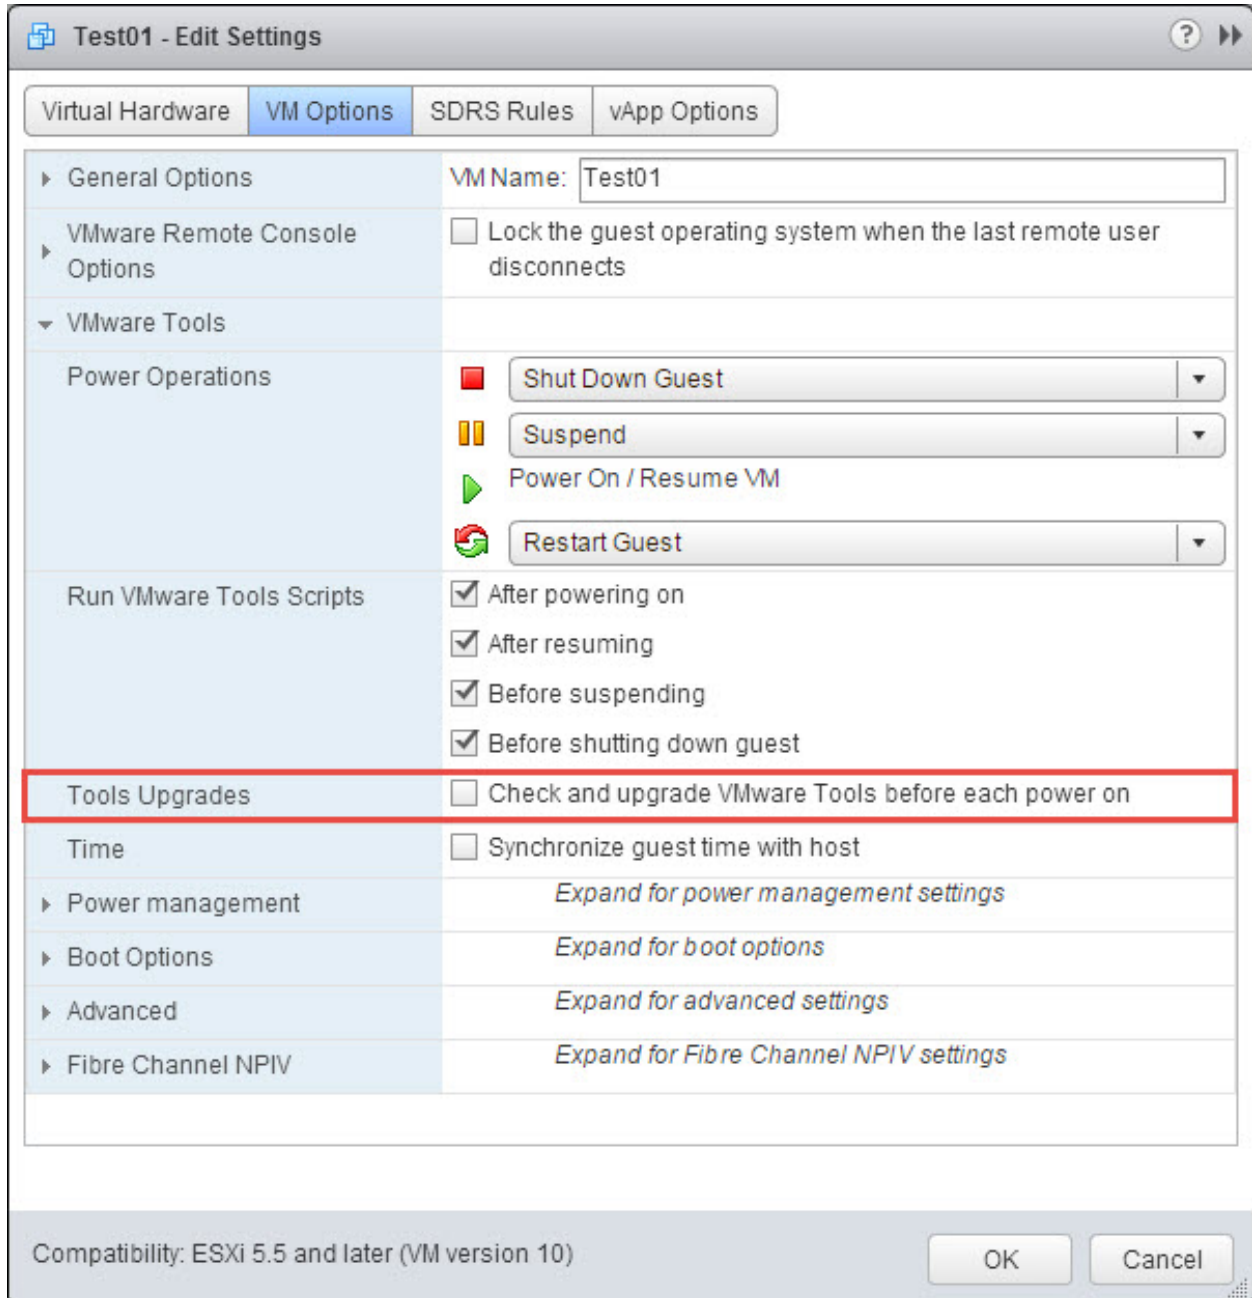 Test01 - Edit Settings
?
Virtual Hardware
VM Options
SDRS Rules
vApp Options
General Options
VM Name: Test01
VMware Remote Console
Options
Lock the guest operating system when the last remote user
disconnects
VMware Tools
Power Operations
Shut Down Guest
Suspend
Power On / Resume VM
Restart Guest
Run VMware Tools Scripts
After powering on
After resuming
Before suspending
Before shutting down guest
Tools Upgrades
Check and upgrade VMware Tools before each power on
Time
Synchronize guest time with host
Power management
Expand for power management settings
Boot Options
Expand for boot options
Advanced
Expand for advanced settings
Fibre Channel NPIV
Expand for Fibre Channel NPIV settings
Compatibility: ESXi 5.5 and later (VM version 10)
OK
Cancel